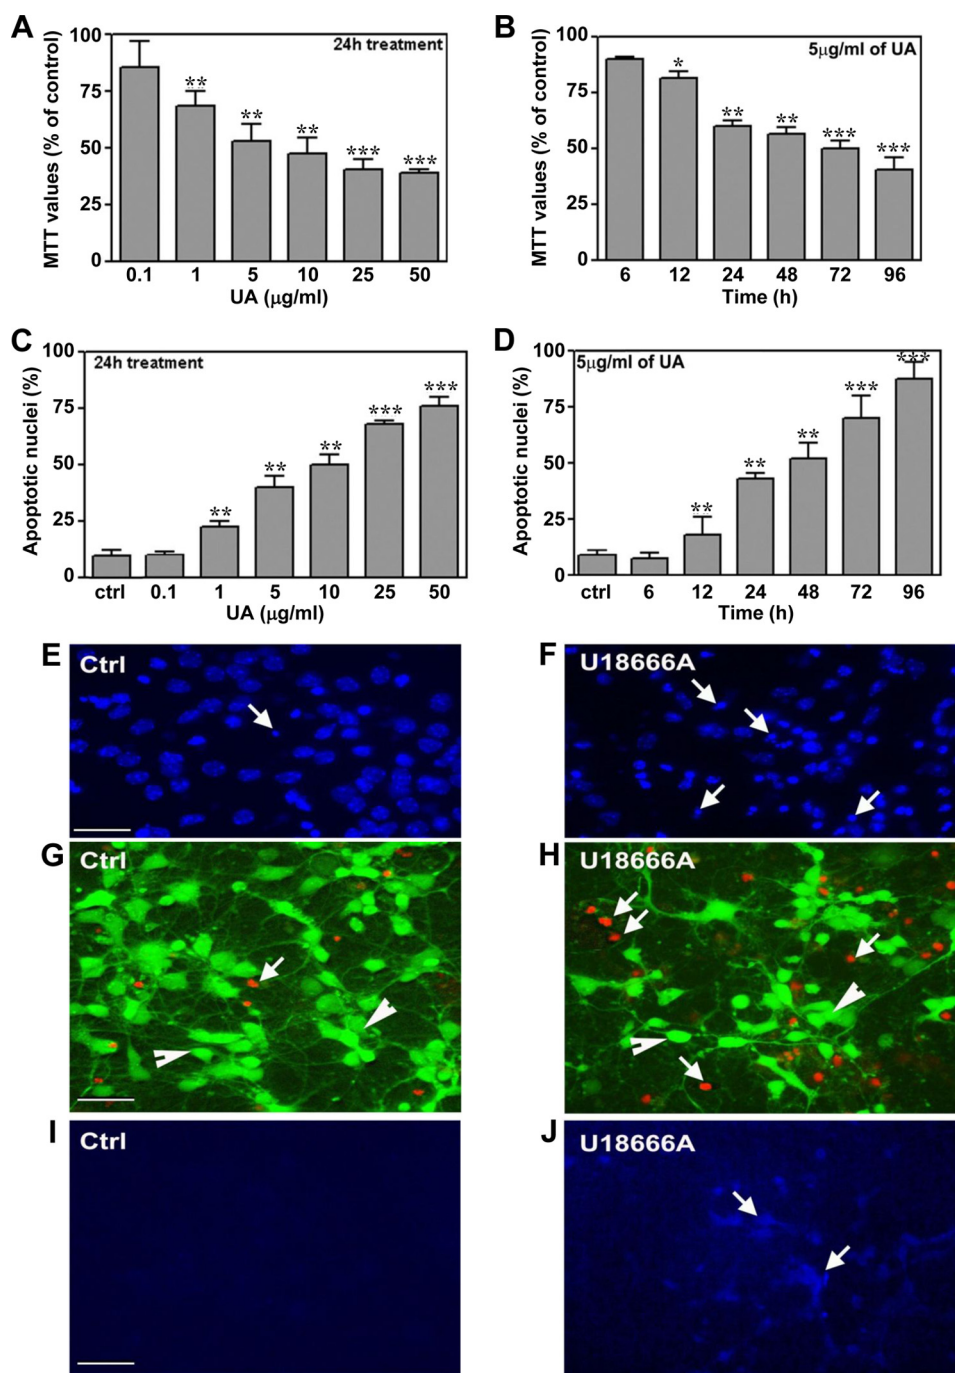 A
MTT values (% of control)
100
75
50
25
0
24h treatment
**
**
**
***
***
0.1 1 5 10 25 50
UA (μg/ml)
B
MTT values (% of control)
100
75
50
25
0
5μg/ml of UA
*
**
**
***
***
6 12 24 48 72 96
Time (h)
C
Apoptotic nuclei (%)
100
75
50
25
0
24h treatment
**
**
**
***
***
ctrl 0.1 1 5 10 25 50
UA (μg/ml)
D
Apoptotic nuclei (%)
100
75
50
25
0
5μg/ml of UA
**
**
**
***
***
ctrl 6 12 24 48 72 96
Time (h)
E
Ctrl
F
U18666A
G
Ctrl
H
U18666A
I
Ctrl
J
U18666A